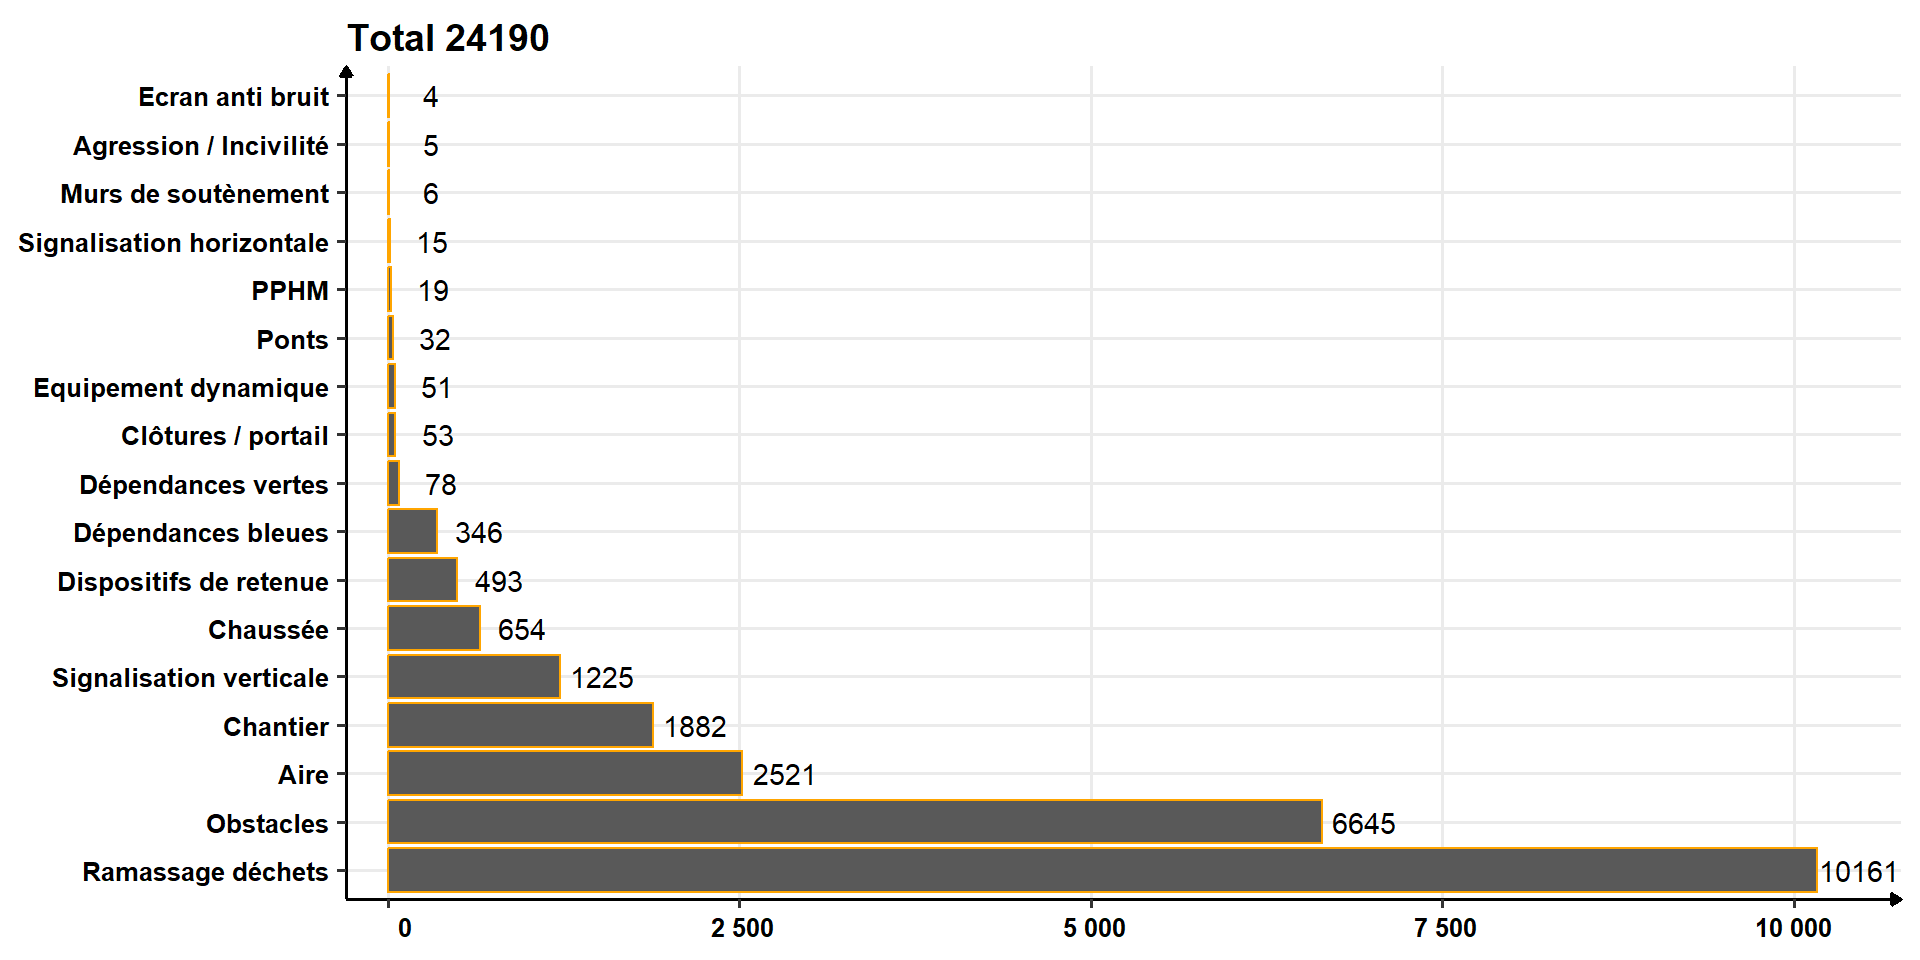 Total 24190
Ecran anti bruit 4
Agression / Incivilité 5
Murs de soutènement 6
Signalisation horizontale 15
PPHM 19
Ponts 32
Equipement dynamique 51
Clôtures / portail 53
Dépendances vertes 78
Dépendances bleues 346
Dispositifs de retenue 493
Chaussée 654
Signalisation verticale 1225
Chantier 1882
Aire 2521
Obstacles 6645
Ramassage déchets 10161
0 2 500 5 000 7 500 10 000